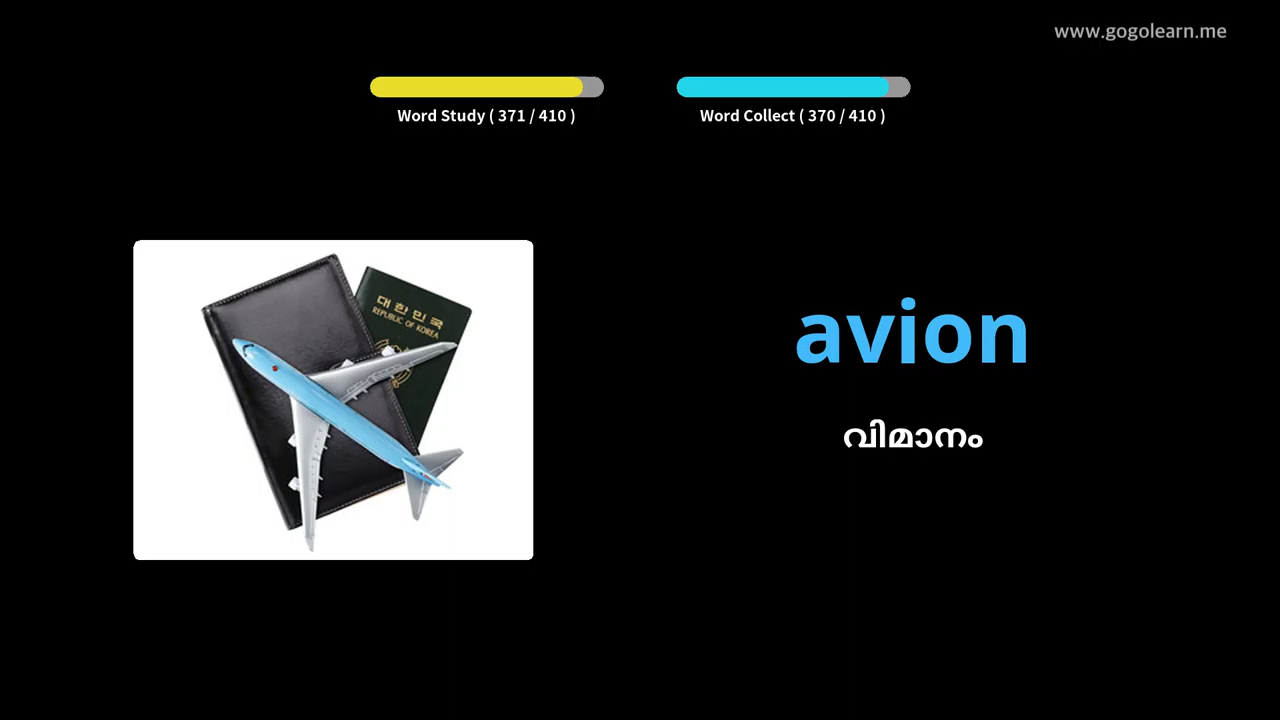 www.gogolearn.me
Word Study ( 371 / 410 )
Word Collect ( 370 / 410 )
대한민국
REPUBLIC OF KOREA
avion
വിമാനം